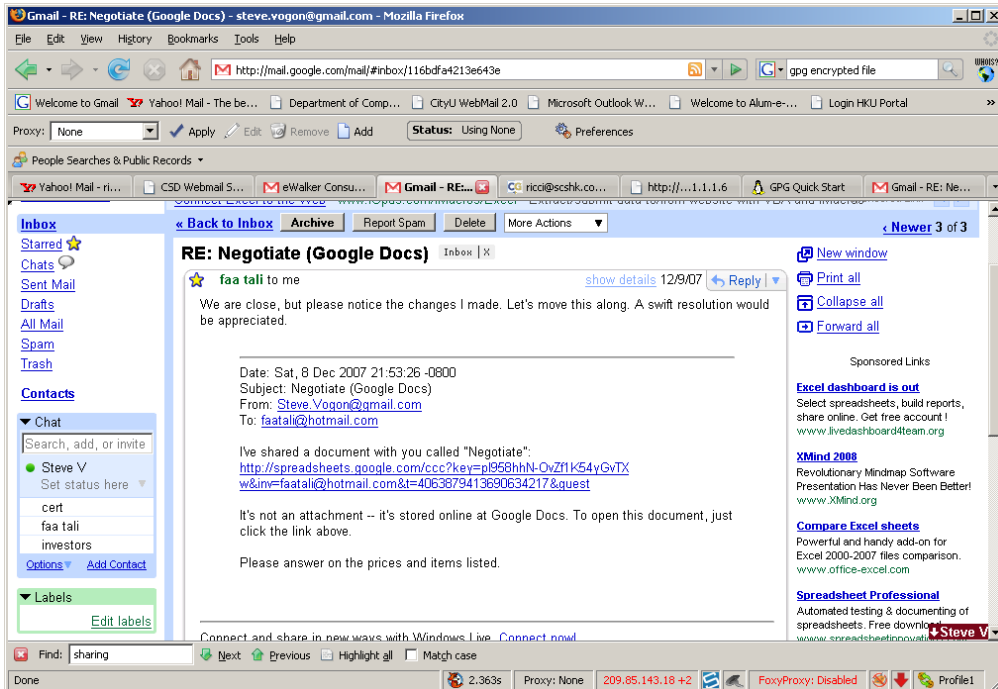 Gmail - RE: Negotiate (Google Docs) - steve.vogon@gmail.com - Mozilla Firefox
File Edit View History Bookmarks Tools Help
http://mail.google.com/mail/#inbox/116bdfa4213e643e
G gpg encrypted file WHOIS?
Welcome to Gmail Yahoo! Mail - The be... Department of Comp... CityU WebMail 2.0 Microsoft Outlook W... Welcome to Alum-e-... Login HKU Portal »
Proxy: None Apply Edit Remove Add Status: Using None Preferences
People Searches & Public Records
Yahoo! Mail - ri... CSD Webmail S... eWalker Consu... Gmail - RE:... ricci@scshk.co... http://...1.1.1.6 GPG Quick Start Gmail - RE: Ne...
Inbox
Starred
Chats
Sent Mail
Drafts
All Mail
Spam
Trash
Contacts
Chat
Search, add, or invite
Steve V
Set status here
cert
faa tali
investors
Options Add Contact
Labels
Edit labels
« Back to Inbox Archive Report Spam Delete More Actions ‹ Newer 3 of 3
RE: Negotiate (Google Docs) Inbox | X
faa tali to me show details 12/9/07 Reply
We are close, but please notice the changes I made. Let's move this along. A swift resolution would
be appreciated.
Date: Sat, 8 Dec 2007 21:53:26 -0800
Subject: Negotiate (Google Docs)
From: Steve.Vogon@gmail.com
To: faatali@hotmail.com
I've shared a document with you called "Negotiate":
http://spreadsheets.google.com/ccc?key=pI958hhN-OvZf1K54yGvTX
w&inv=faatali@hotmail.com&t=4063879413690634217&guest
It's not an attachment -- it's stored online at Google Docs. To open this document, just
click the link above.
Please answer on the prices and items listed.
Connect and share in new ways with Windows Live. Connect now!
New window
Print all
Collapse all
Forward all
Sponsored Links
Excel dashboard is out
Select spreadsheets, build reports,
share online. Get free account !
www.livedashboard4team.org
XMind 2008
Revolutionary Mindmap Software
Presentation Has Never Been Better!
www.XMind.org
Compare Excel sheets
Powerful and handy add-on for
Excel 2000-2007 files comparison.
www.office-excel.com
Spreadsheet Professional
Automated testing & documenting of
spreadsheets. Free
Steve V
Find: sharing Next Previous Highlight all Match case
Done 2.363s Proxy: None 209.85.143.18 +2 FoxyProxy: Disabled Profile1